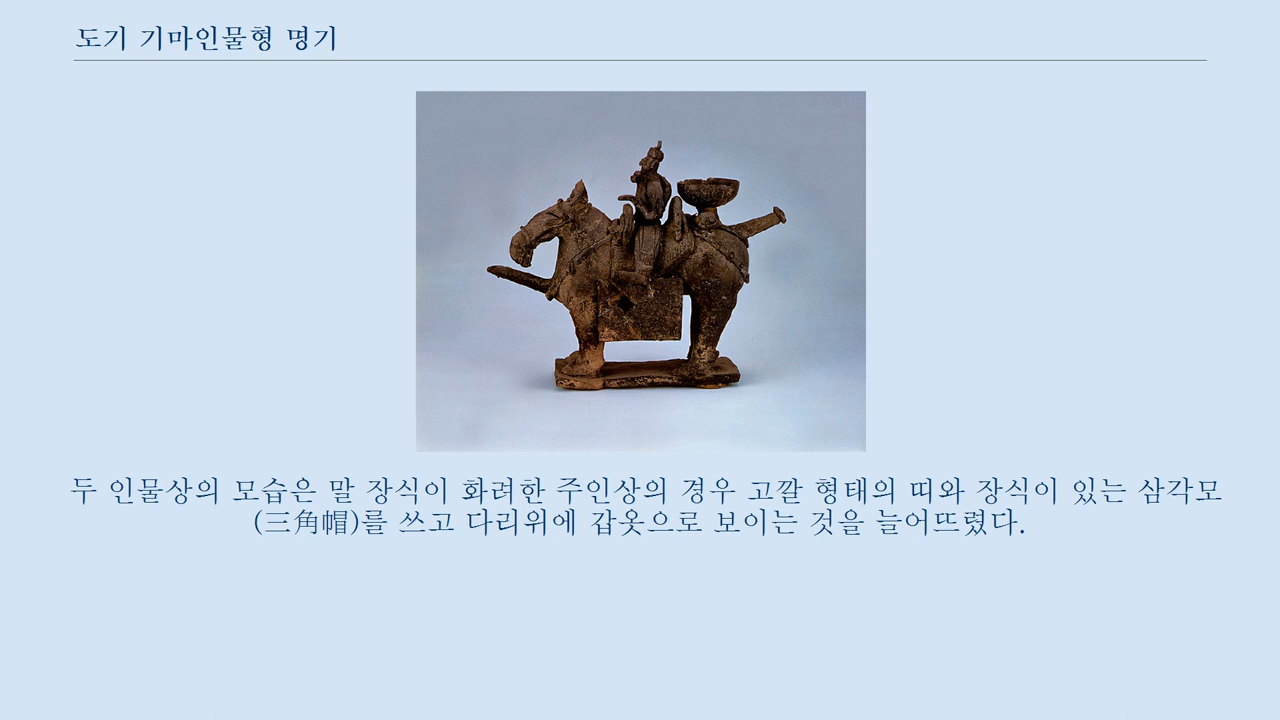 도기 기마인물형 명기
두 인물상의 모습은 말 장식이 화려한 주인상의 경우 고깔 형태의 띠와 장식이 있는 삼각모
(三角帽)를 쓰고 다리위에 갑옷으로 보이는 것을 늘어뜨렸다.